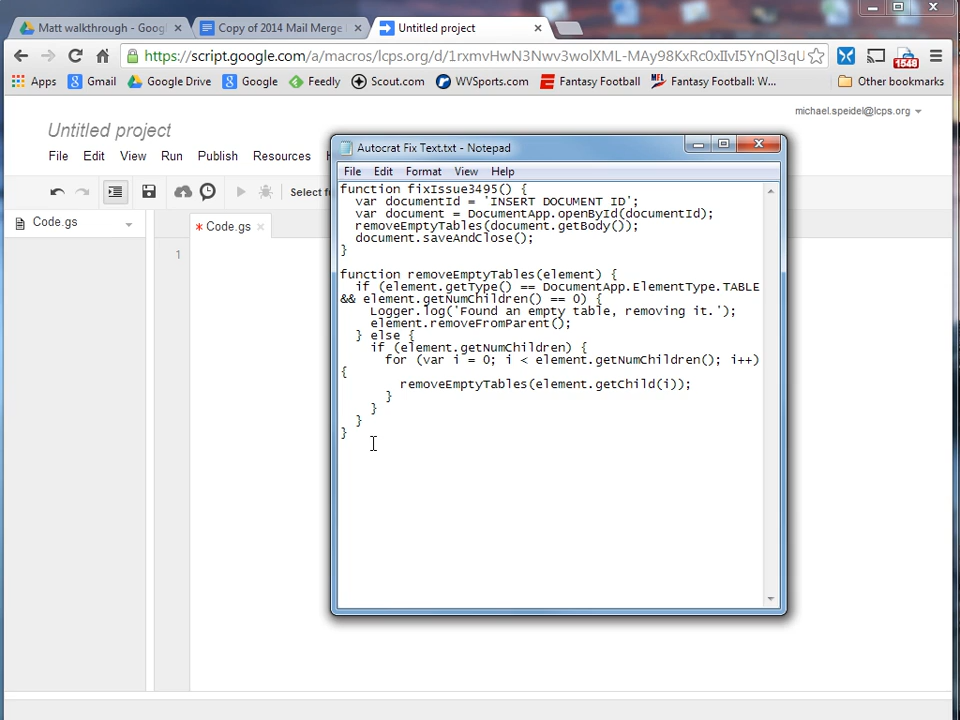 Matt walkthrough - Goog
Copy of 2014 Mail Merge
Untitled project
https://script.google.com/a/macros/lcps.org/d/1rxmvHwN3Nwv3wolXML-MAy98KxRc0xIIvI5YnQl3qU
1548
Apps
Gmail
Google Drive
Google
Feedly
Scout.com
WVSports.com
Fantasy Football
Fantasy Football: W...
Other bookmarks
michael.speidel@lcps.org
Untitled project
File Edit View Run Publish Resources H
Select f
Code.gs
* Code.gs
1
Autocrat Fix Text.txt - Notepad
File Edit Format View Help
function fixIssue3495() {
var documentId = 'INSERT DOCUMENT ID';
var document = DocumentApp.openById(documentId);
removeEmptyTables(document.getBody());
document.saveAndClose();
}
function removeEmptyTables(element) {
if (element.getType() == DocumentApp.ElementType.TABLE
&& element.getNumChildren() == 0) {
Logger.log('Found an empty table, removing it.');
element.removeFromParent();
} else {
if (element.getNumChildren) {
for (var i = 0; i < element.getNumChildren(); i++)
{
removeEmptyTables(element.getChild(i));
}
}
}
}